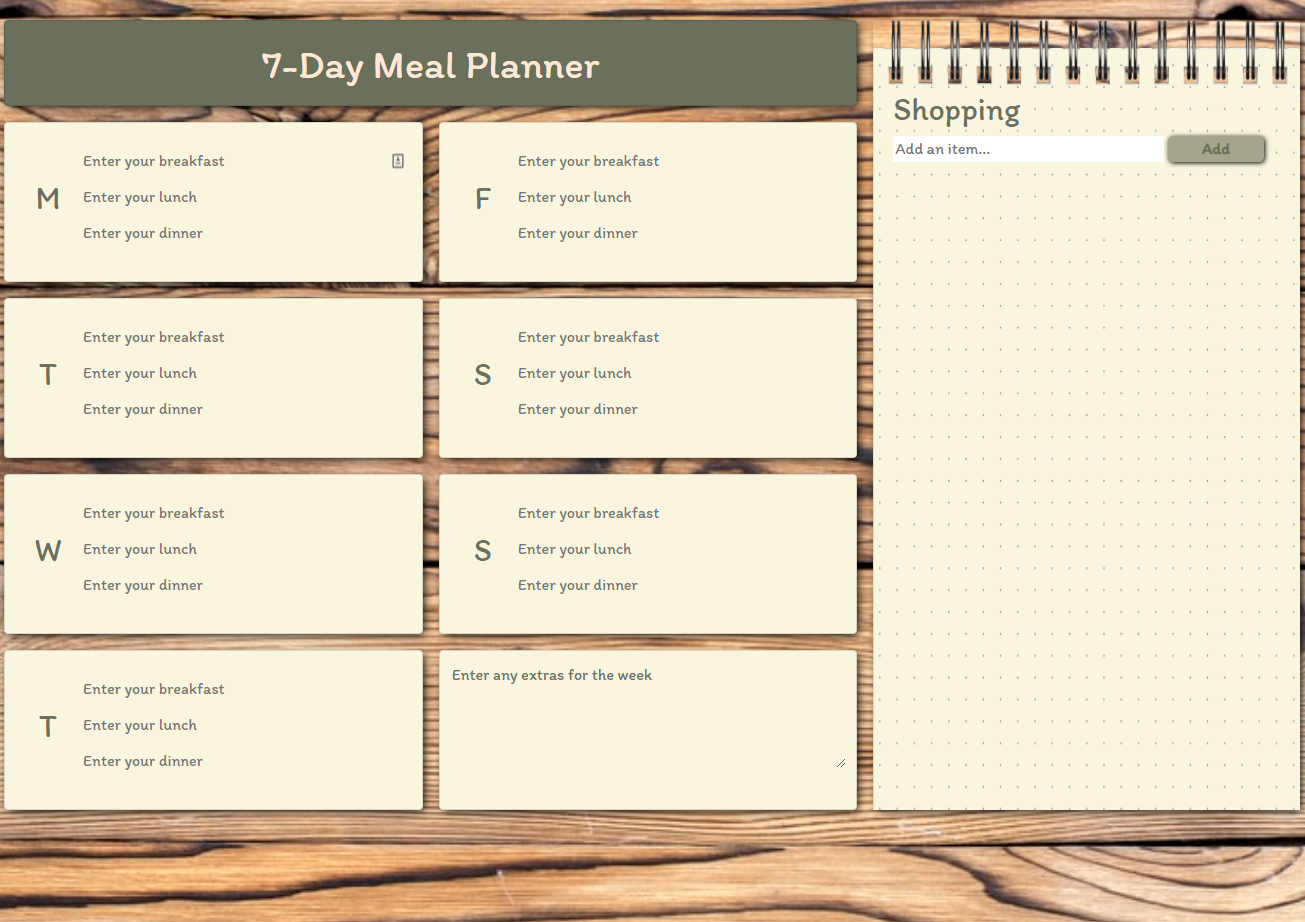 7-Day Meal Planner
M
Enter your breakfast
Enter your lunch
Enter your dinner
F
Enter your breakfast
Enter your lunch
Enter your dinner
T
Enter your breakfast
Enter your lunch
Enter your dinner
S
Enter your breakfast
Enter your lunch
Enter your dinner
W
Enter your breakfast
Enter your lunch
Enter your dinner
S
Enter your breakfast
Enter your lunch
Enter your dinner
T
Enter your breakfast
Enter your lunch
Enter your dinner
Enter any extras for the week
Shopping
Add an item... Add